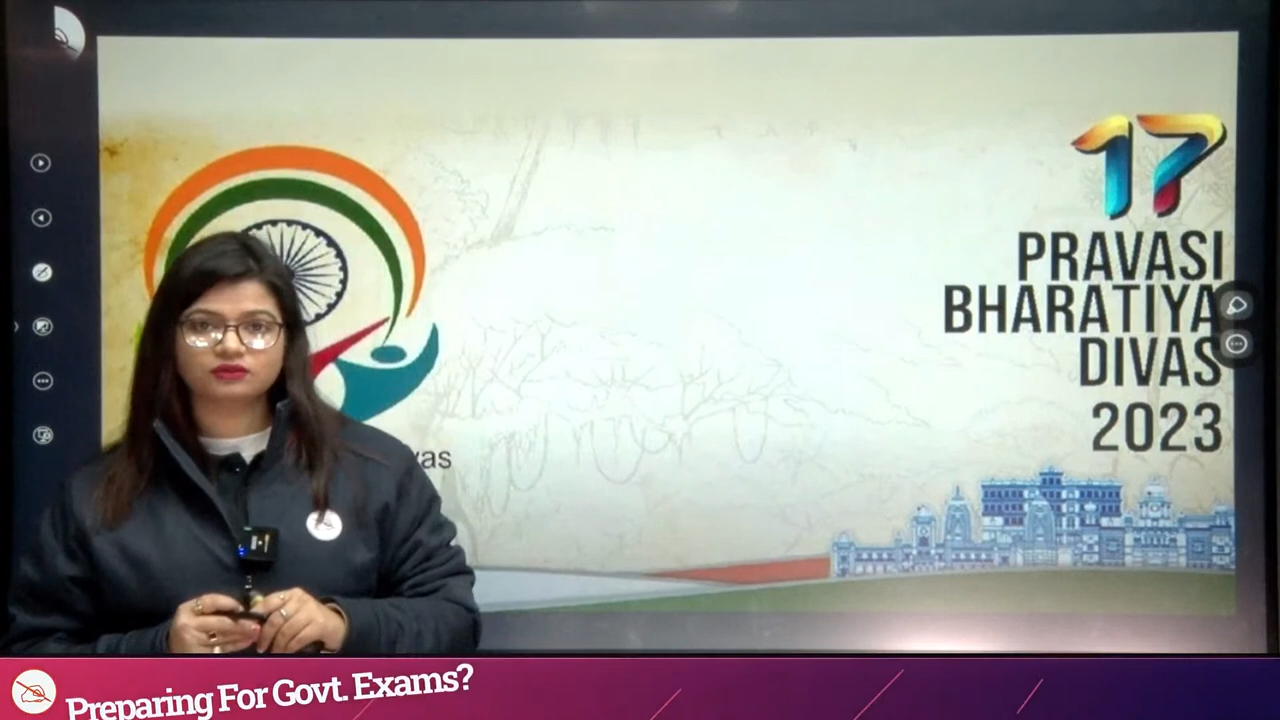 17
PRAVASI
BHARATIYA
DIVAS
2023
vas
Preparing For Govt. Exams?